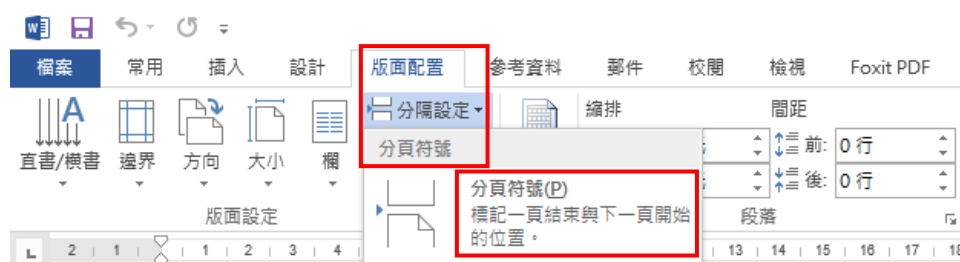 檔案 常用 插入 設計 版面配置 參考資料 郵件 校閱 檢視 Foxit PDF
直書/橫書 邊界 方向 大小 欄 分隔設定 縮排 間距
分頁符號 前: 0 行
分頁符號(P) 後: 0 行
標記一頁結束與下一頁開始
的位置。
版面設定 段落
2 1 1 2 3 4 13 14 15 16 17 18